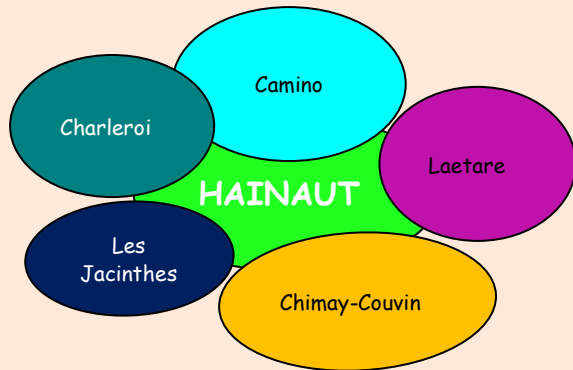 Camino
Charleroi
Laetare
HAINAUT
Les
Jacinthes
Chimay-Couvin